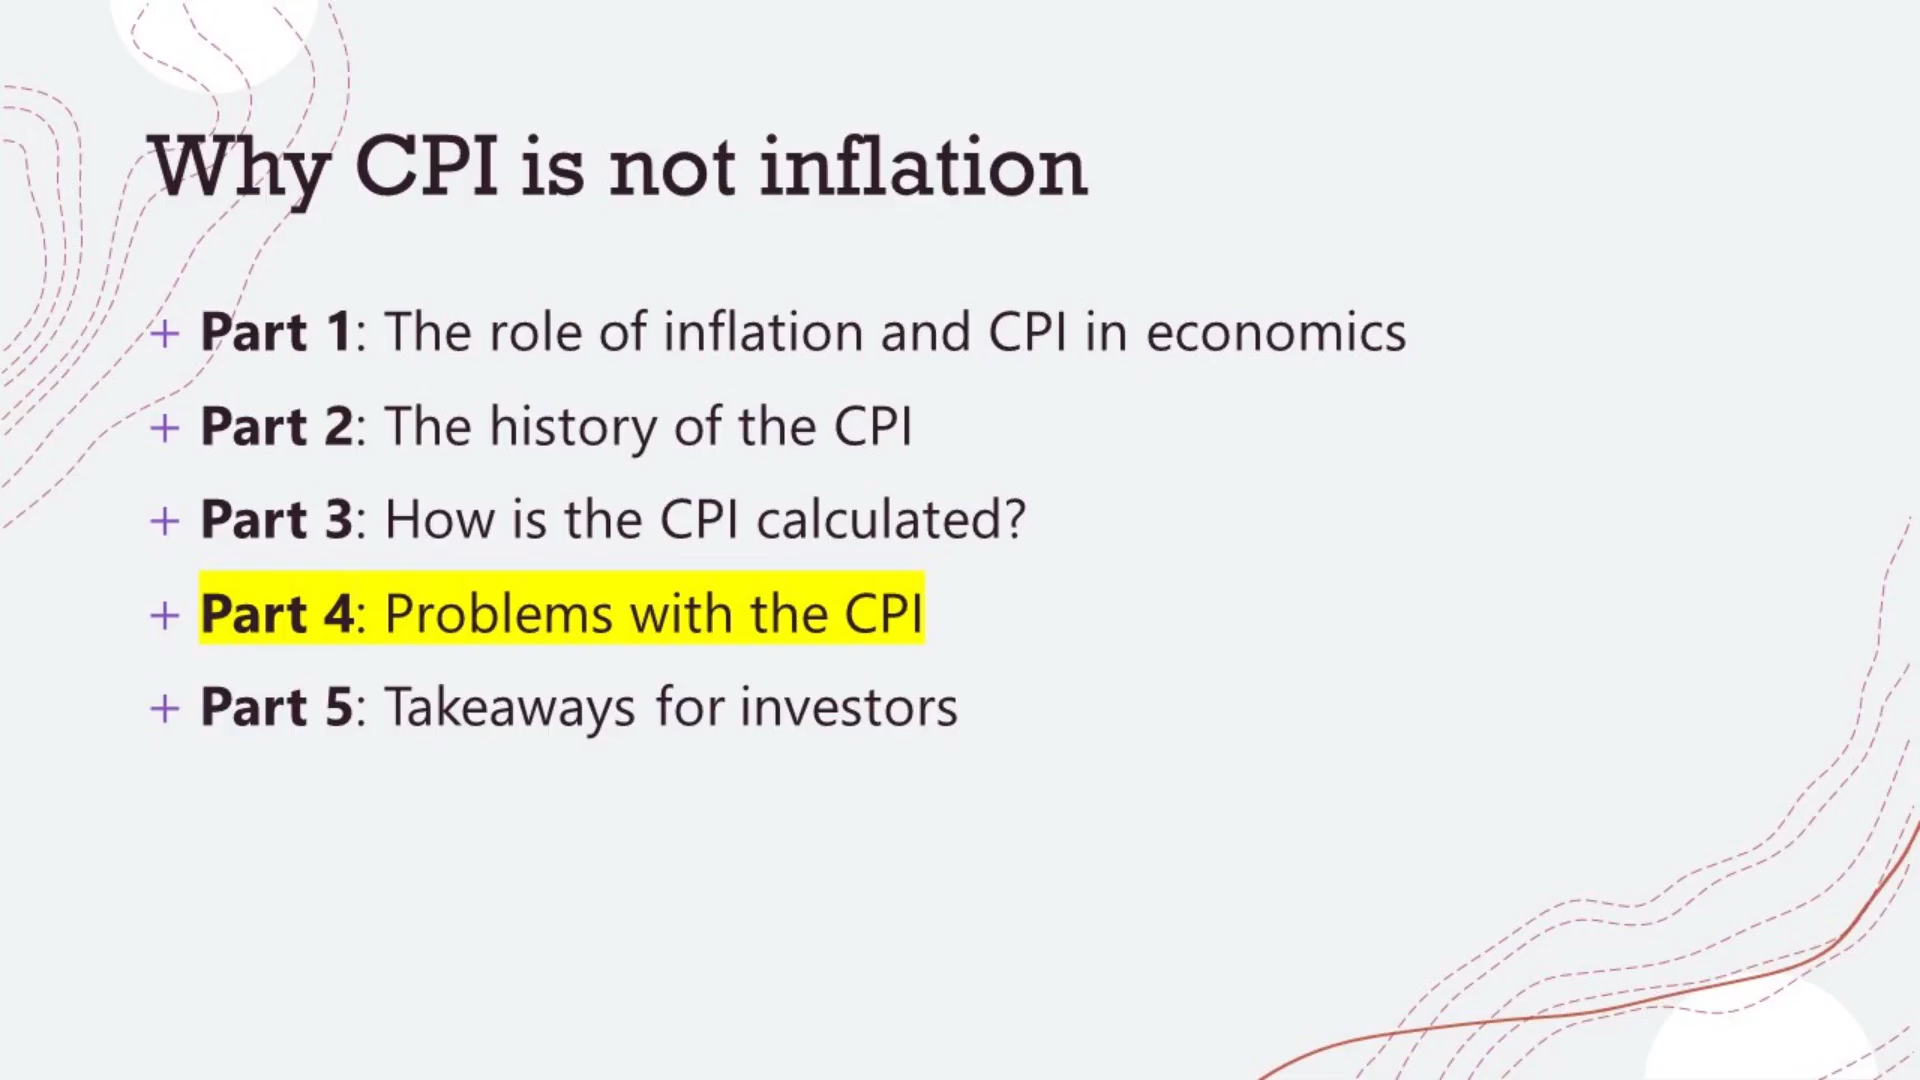 Why CPI is not inflation
+ Part 1: The role of inflation and CPI in economics
+ Part 2: The history of the CPI
+ Part 3: How is the CPI calculated?
+ Part 4: Problems with the CPI
+ Part 5: Takeaways for investors